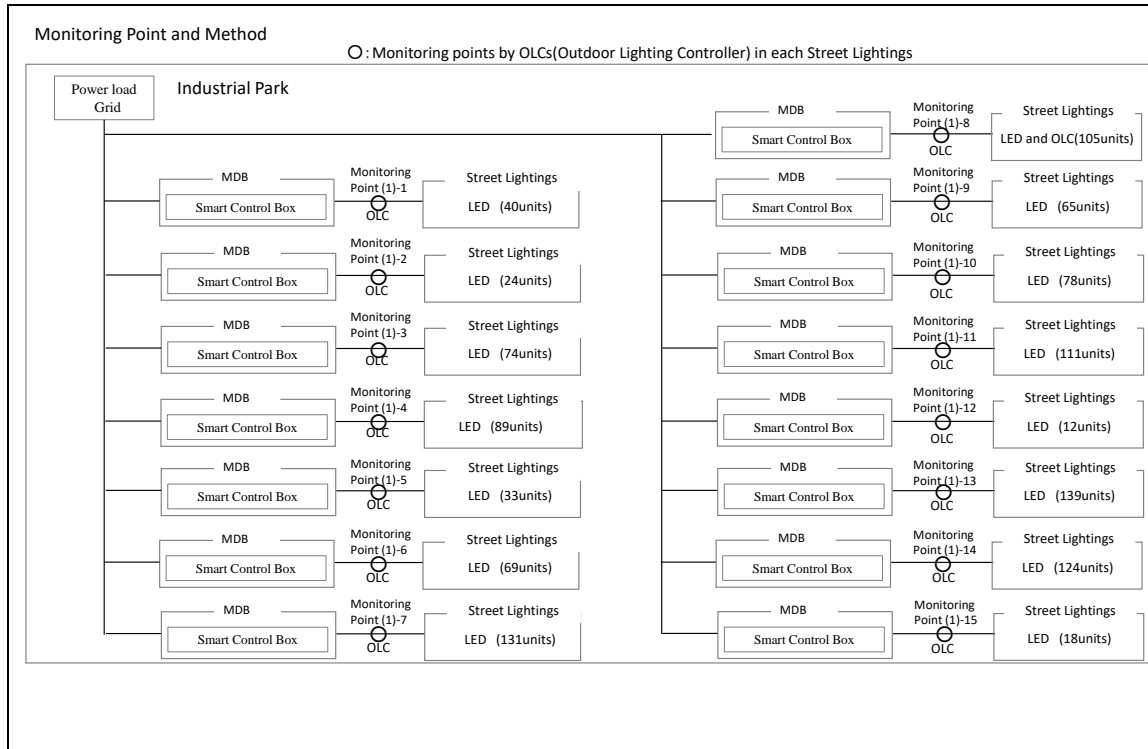 Monitoring Point and Method
O : Monitoring points by OLCs(Outdoor Lighting Controller) in each Street Lightings
Power load
Grid
Industrial Park
MDB
Smart Control Box
Monitoring
Point (1)-1
OLC
Street Lightings
LED (40units)
MDB
Smart Control Box
Monitoring
Point (1)-2
OLC
Street Lightings
LED (24units)
MDB
Smart Control Box
Monitoring
Point (1)-3
OLC
Street Lightings
LED (74units)
MDB
Smart Control Box
Monitoring
Point (1)-4
OLC
Street Lightings
LED (89units)
MDB
Smart Control Box
Monitoring
Point (1)-5
OLC
Street Lightings
LED (33units)
MDB
Smart Control Box
Monitoring
Point (1)-6
OLC
Street Lightings
LED (69units)
MDB
Smart Control Box
Monitoring
Point (1)-7
OLC
Street Lightings
LED (131units)
MDB
Smart Control Box
Monitoring
Point (1)-8
OLC
Street Lightings
LED and OLC(105units)
MDB
Smart Control Box
Monitoring
Point (1)-9
OLC
Street Lightings
LED (65units)
MDB
Smart Control Box
Monitoring
Point (1)-10
OLC
Street Lightings
LED (78units)
MDB
Smart Control Box
Monitoring
Point (1)-11
OLC
Street Lightings
LED (111units)
MDB
Smart Control Box
Monitoring
Point (1)-12
OLC
Street Lightings
LED (12units)
MDB
Smart Control Box
Monitoring
Point (1)-13
OLC
Street Lightings
LED (139units)
MDB
Smart Control Box
Monitoring
Point (1)-14
OLC
Street Lightings
LED (124units)
MDB
Smart Control Box
Monitoring
Point (1)-15
OLC
Street Lightings
LED (18units)